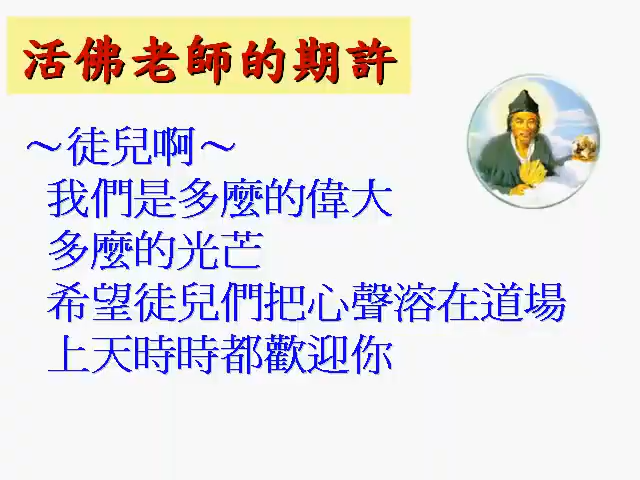 活佛老師的期許
～徒兒啊～
我們是多麼的偉大
多麼的光芒
希望徒兒們把心聲溶在道場
上天時時都歡迎你